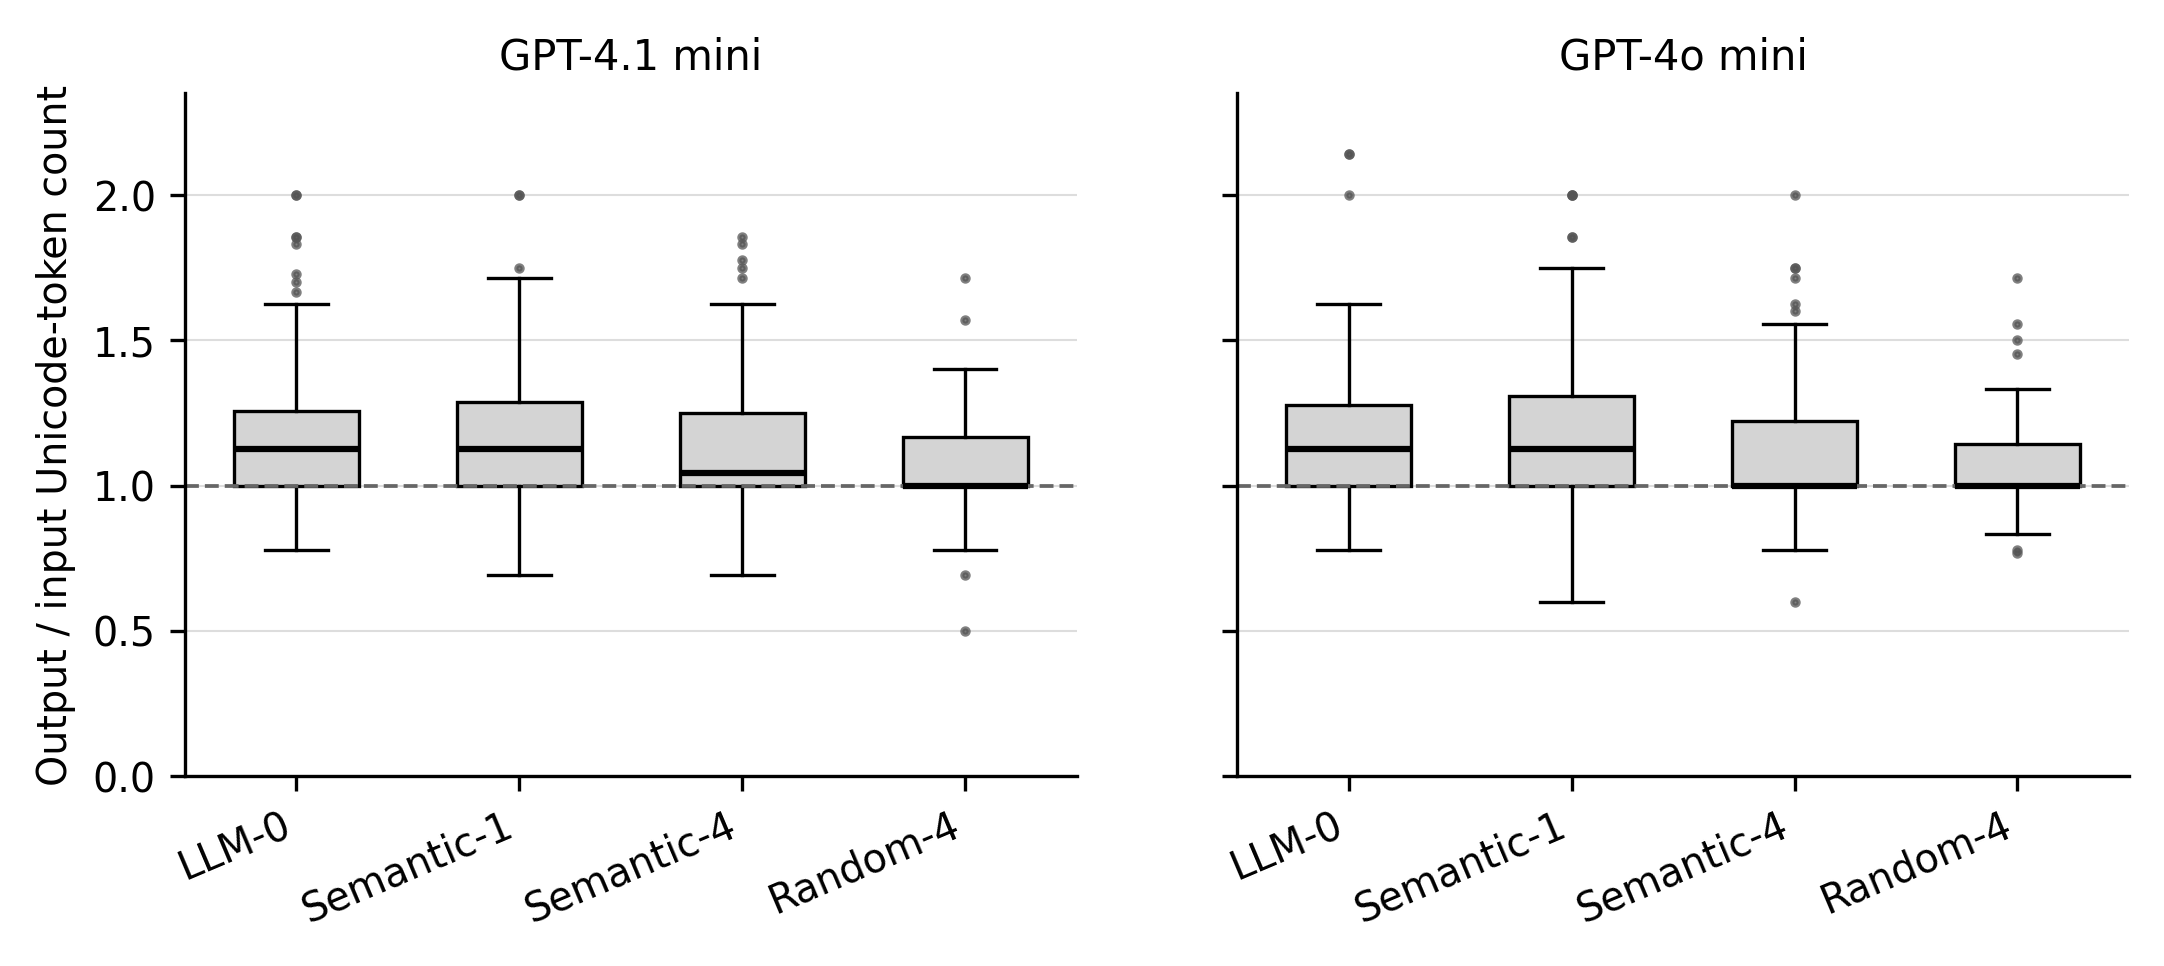 GPT-4.1 mini
GPT-4o mini
Output / input Unicode-token count
2.0
1.5
1.0
0.5
0.0
LLM-0
Semantic-1
Semantic-4
Random-4
LLM-0
Semantic-1
Semantic-4
Random-4